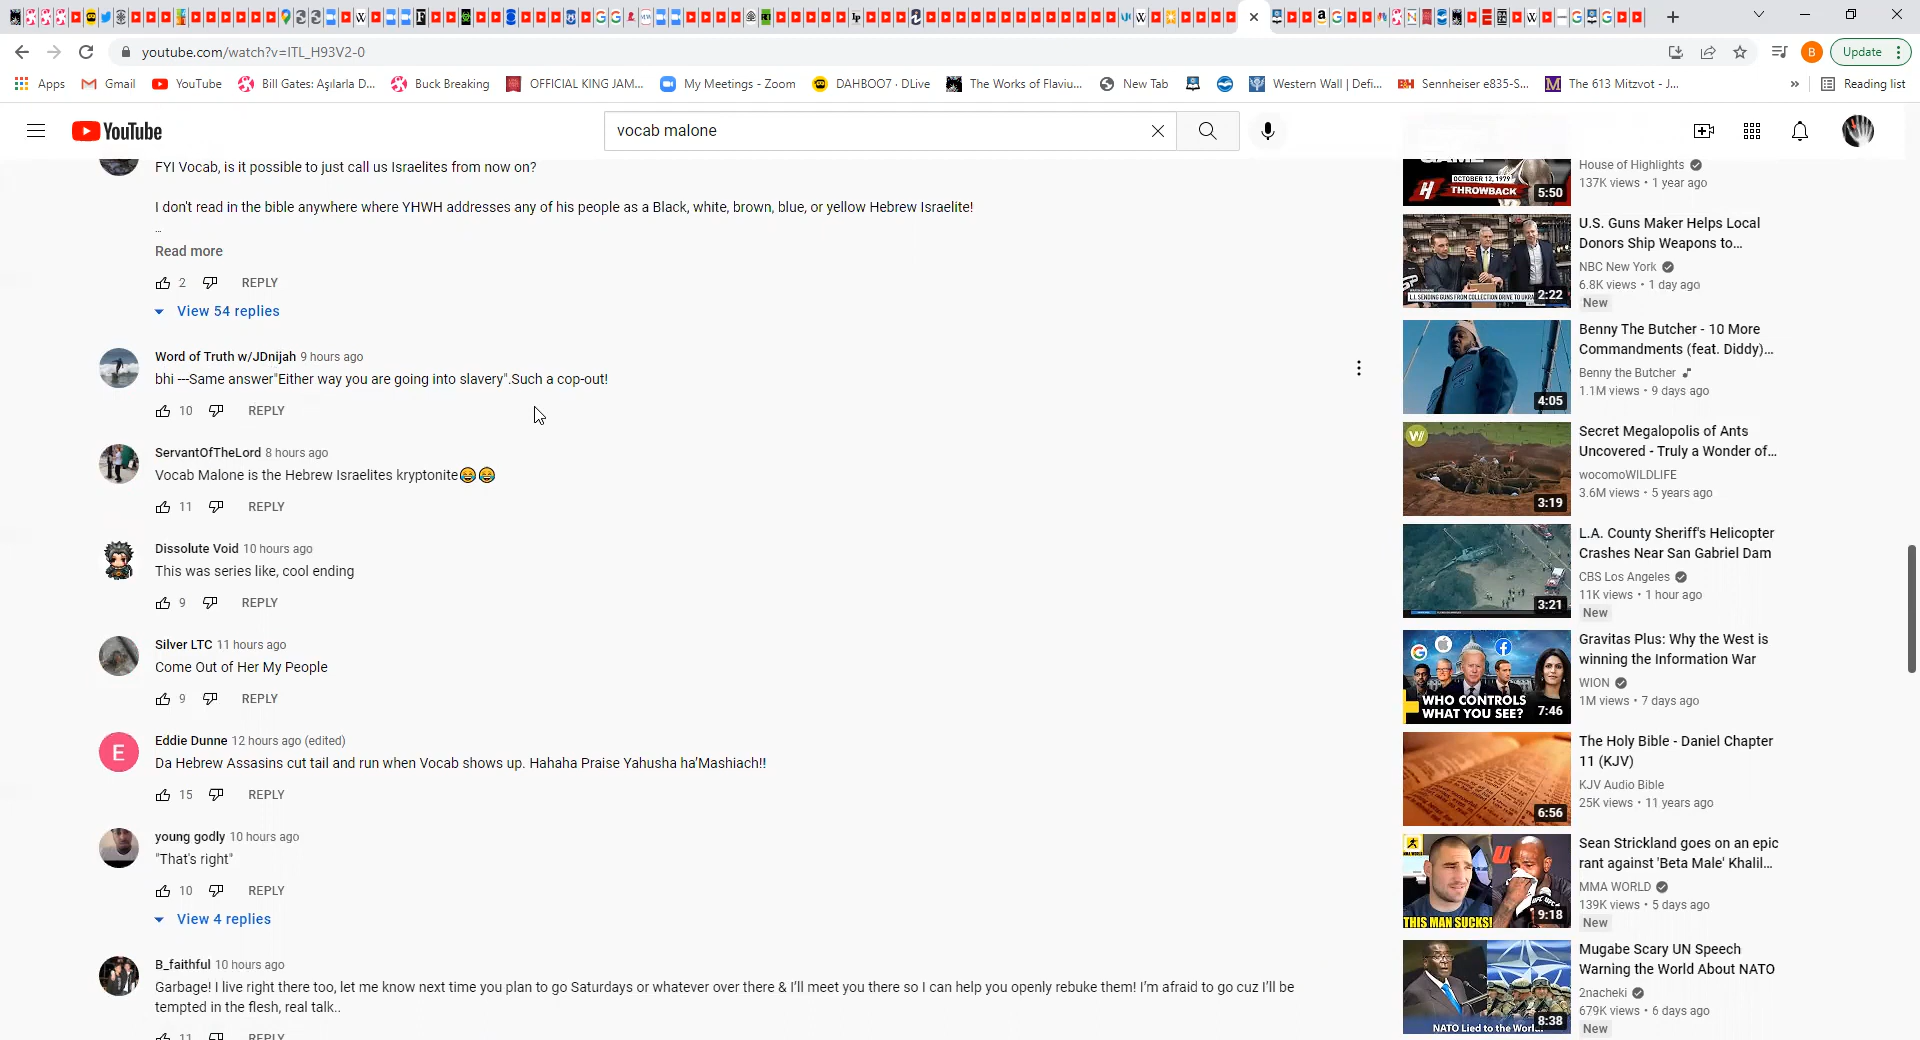 youtube.com/watch?v=ITL_H93V2-0
Update
Apps
Gmail
YouTube
Bill Gates: Aşılarla D...
Buck Breaking
OFFICIAL KING JAM...
My Meetings - Zoom
DAHBOO7 · DLive
The Works of Flaviu...
New Tab
Western Wall | Defi...
Sennheiser e835-S...
The 613 Mitzvot - J...
»
Reading list
YouTube
vocab malone
FYI Vocab, is it possible to just call us Israelites from now on?
I don't read in the bible anywhere where YHWH addresses any of his people as a Black, white, brown, blue, or yellow Hebrew Israelite!
..
Read more
2 REPLY
View 54 replies
Word of Truth w/JDnijah 9 hours ago
bhi ---Same answer"Either way you are going into slavery".Such a cop-out!
10 REPLY
ServantOfTheLord 8 hours ago
Vocab Malone is the Hebrew Israelites kryptonite😂😂
11 REPLY
Dissolute Void 10 hours ago
This was series like, cool ending
9 REPLY
Silver LTC 11 hours ago
Come Out of Her My People
9 REPLY
E
Eddie Dunne 12 hours ago (edited)
Da Hebrew Assasins cut tail and run when Vocab shows up. Hahaha Praise Yahusha ha’Mashiach!!
15 REPLY
young godly 10 hours ago
"That's right"
10 REPLY
View 4 replies
B_faithful 10 hours ago
Garbage! I live right there too, let me know next time you plan to go Saturdays or whatever over there & I’ll meet you there so I can help you openly rebuke them! I’m afraid to go cuz I’ll be
tempted in the flesh, real talk..
11 REPLY
OCTOBER 12, 1979
THROWBACK
5:50
House of Highlights
137K views • 1 year ago
2:22
U.S. Guns Maker Helps Local
Donors Ship Weapons to...
NBC New York
6.8K views • 1 day ago
New
4:05
Benny The Butcher - 10 More
Commandments (feat. Diddy)...
Benny the Butcher
1.1M views • 9 days ago
W
3:19
Secret Megalopolis of Ants
Uncovered - Truly a Wonder of...
wocomoWILDLIFE
3.6M views • 5 years ago
3:21
L.A. County Sheriff's Helicopter
Crashes Near San Gabriel Dam
CBS Los Angeles
11K views • 1 hour ago
New
WHO CONTROLS
WHAT YOU SEE?
7:46
Gravitas Plus: Why the West is
winning the Information War
WION
1M views • 7 days ago
6:56
The Holy Bible - Daniel Chapter
11 (KJV)
KJV Audio Bible
25K views • 11 years ago
THIS MAN SUCKS!
9:18
Sean Strickland goes on an epic
rant against 'Beta Male' Khalil...
MMA WORLD
139K views • 5 days ago
New
NATO Lied to the World
8:38
Mugabe Scary UN Speech
Warning the World About NATO
2nacheki
679K views • 6 days ago
New